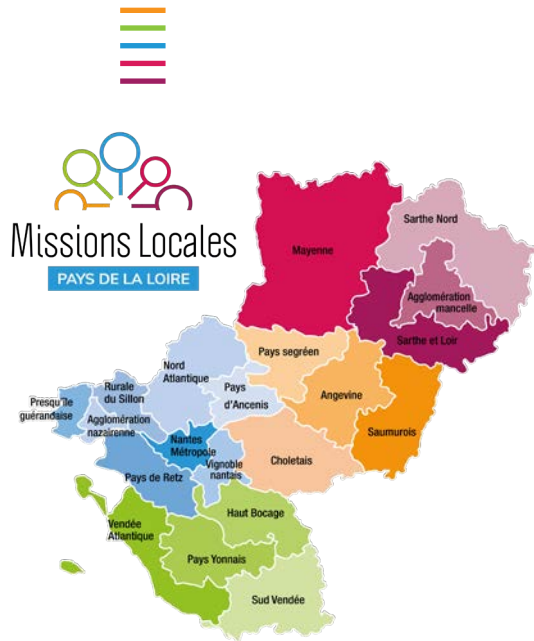 Missions Locales
PAYS DE LA LOIRE
Mayenne
Sarthe Nord
Agglomération
mancelle
Sarthe et Loir
Pays segréen
Nord
Atlantique
Pays
d'Ancenis
Angevine
Rurale
du Sillon
Presqu'île
guérandaise
Agglomération
nazairenne
Saumurois
Nantes
Métropole
Vignoble
nantais
Choletais
Pays de Retz
Haut Bocage
Vendée
Atlantique
Pays Yonnais
Sud Vendée